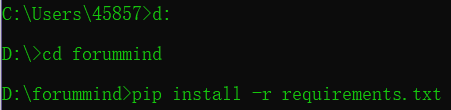 C:\Users\45857>d:
D:\>cd forummind
D:\forummind>pip install -r requirements.txt